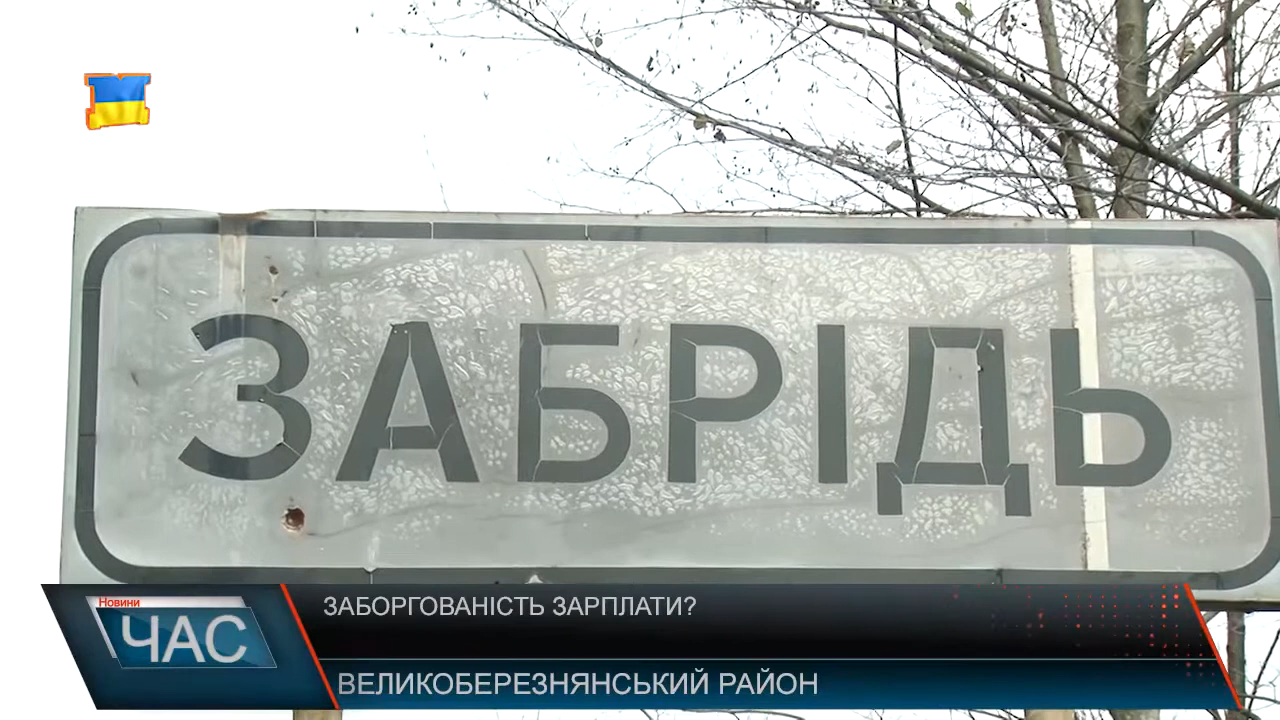 ЗАБРІДЬ
ЗАБОРГОВАНІСТЬ ЗАРПЛАТИ?
Новини
ЧАС
ВЕЛИКОБЕРЕЗНЯНСЬКИЙ РАЙОН